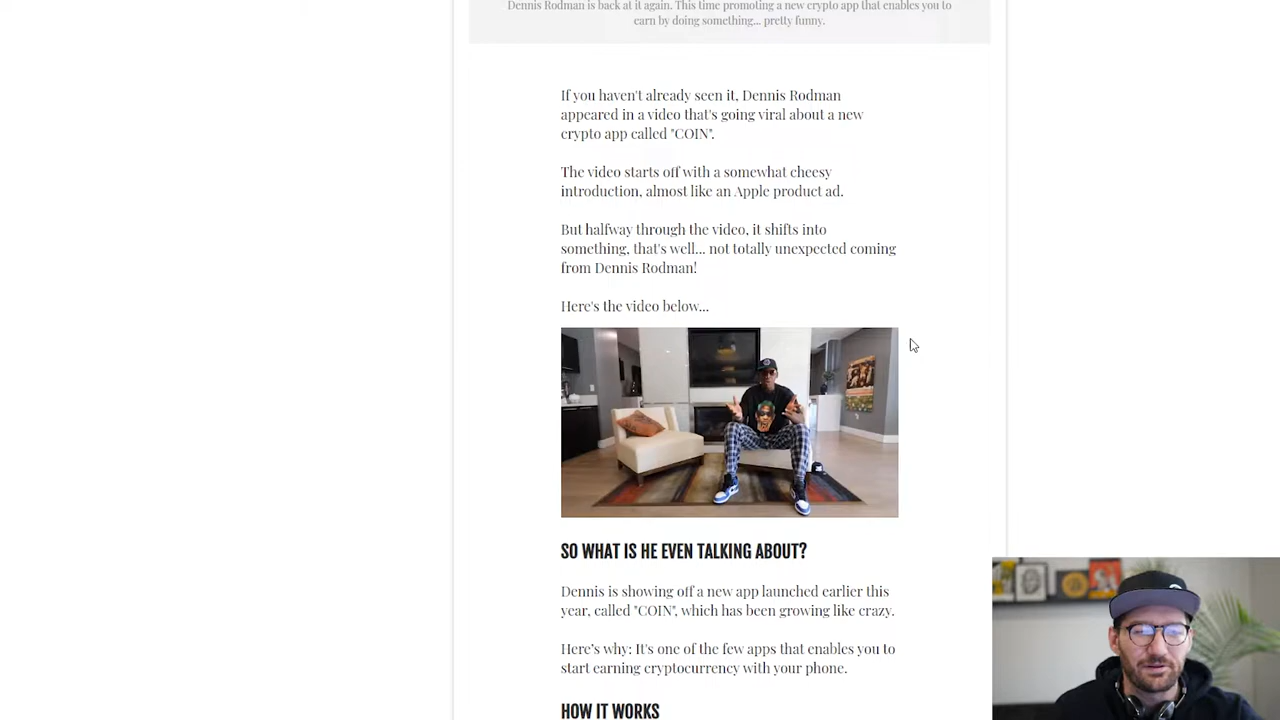 Dennis Rodman is back at it again. This time promoting a new crypto app that enables you to
earn by doing something... pretty funny.
If you haven't already seen it, Dennis Rodman
appeared in a video that's going viral about a new
crypto app called "COIN".
The video starts off with a somewhat cheesy
introduction, almost like an Apple product ad.
But halfway through the video, it shifts into
something, that's well... not totally unexpected coming
from Dennis Rodman!
Here's the video below...
SO WHAT IS HE EVEN TALKING ABOUT?
Dennis is showing off a new app launched earlier this
year, called "COIN", which has been growing like crazy.
Here's why: It's one of the few apps that enables you to
start earning cryptocurrency with your phone.
HOW IT WORKS